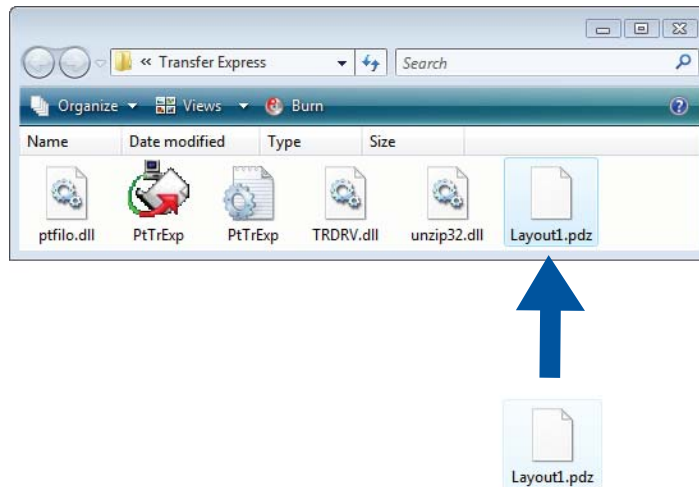 « Transfer Express
Search
Organize Views Burn
Name Date modified Type Size
ptfilo.dll PtTrExp PtTrExp TRDRV.dll unzip32.dll Layout1.pdz
Layout1.pdz